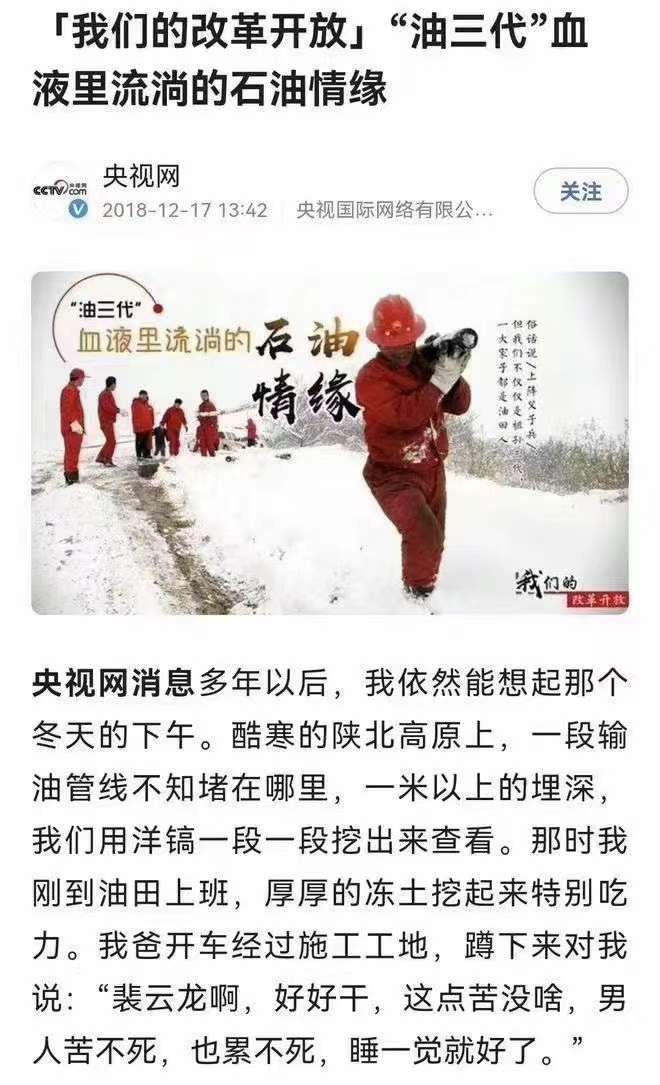 「我们的改革开放」“油三代”血
液里流淌的石油情缘
CCTV 央视网 .com
央视网
2018-12-17 13:42 央视国际网络有限公...
关注
“油三代”
血液里流淌的石油
情缘
俗话说/上阵父子兵/
但我们不仅仅是祖孙三代，
一大家子都是油田人
我们的
改革开放
央视网消息多年以后，我依然能想起那个
冬天的下午。酷寒的陕北高原上，一段输
油管线不知堵在哪里，一米以上的埋深，
我们用洋镐一段一段挖出来查看。那时我
刚到油田上班，厚厚的冻土挖起来特别吃
力。我爸开车经过施工工地，蹲下来对我
说：“裴云龙啊，好好干，这点苦没啥，男
人苦不死，也累不死，睡一觉就好了。”